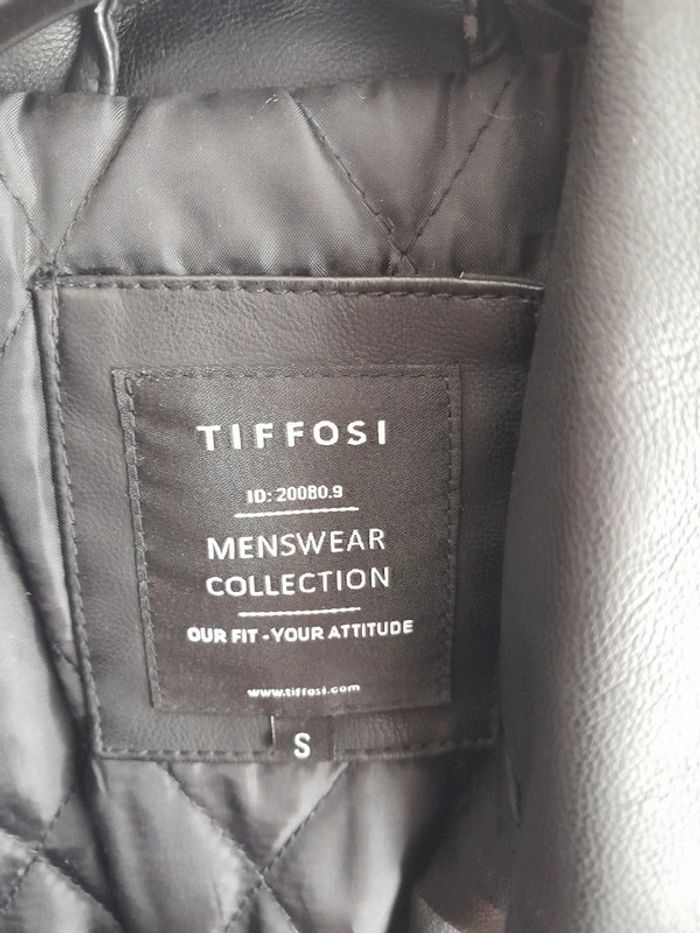 TIFFOSI
ID: 20080.9
MENSWEAR
COLLECTION
OUR FIT - YOUR ATTITUDE
www.tiffosi.com
S